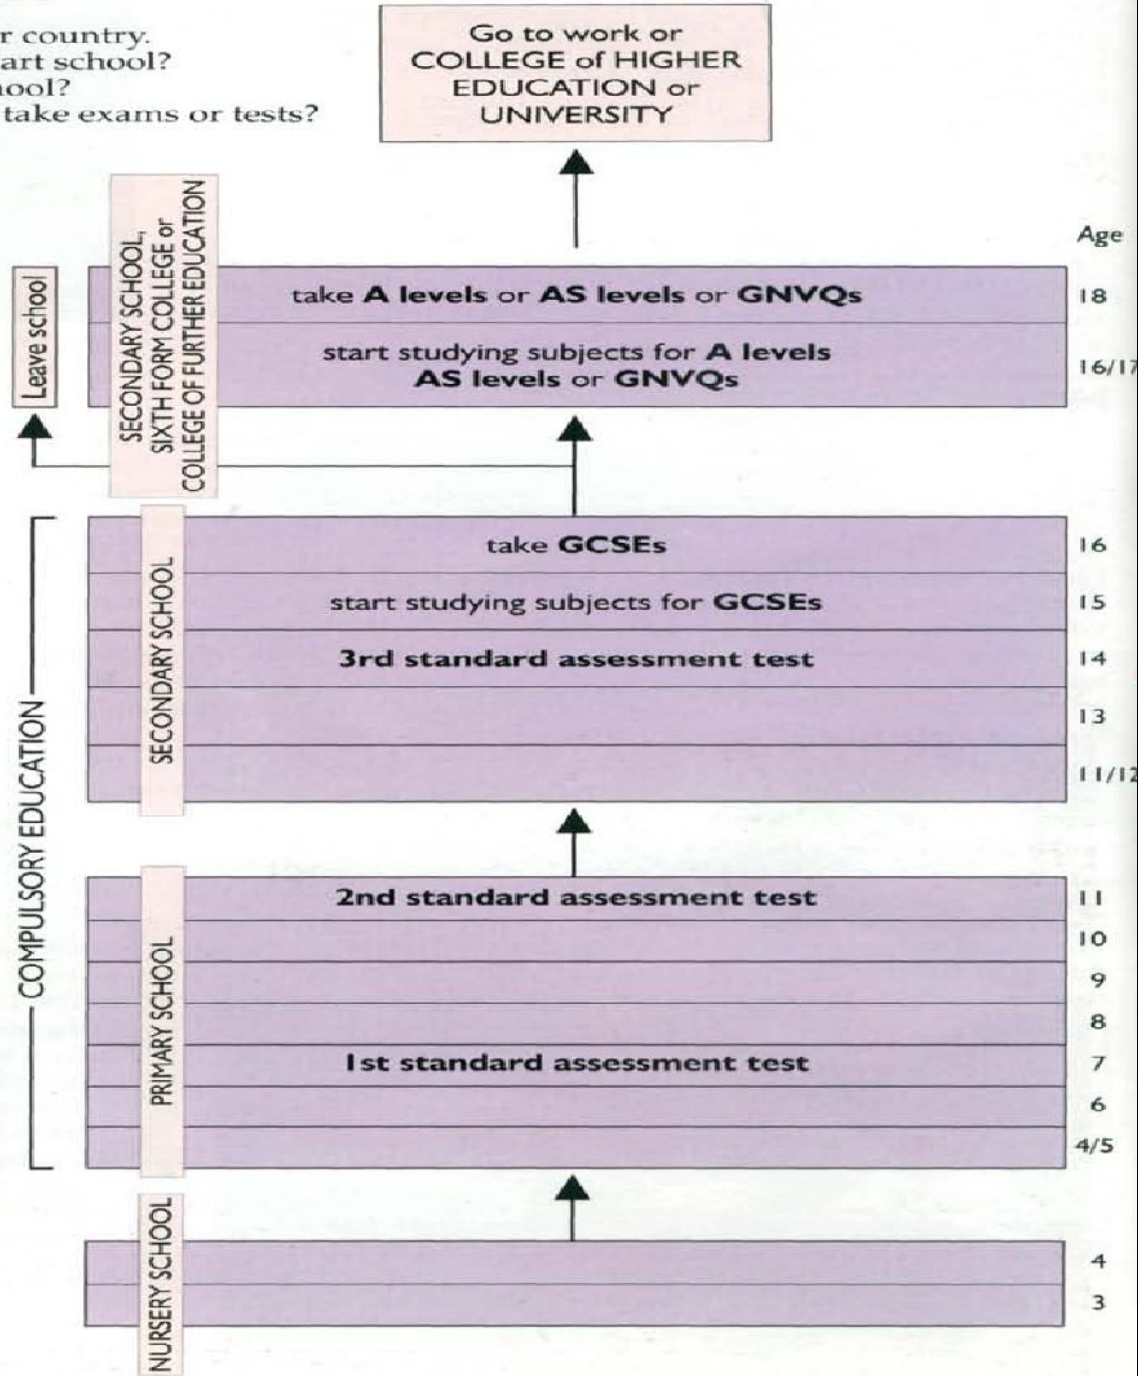 r country.
art school?
ool?
take exams or tests?
Go to work or
COLLEGE of HIGHER
EDUCATION or
UNIVERSITY
Age
Leave school
SECONDARY SCHOOL,
SIXTH FORM COLLEGE or
COLLEGE OF FURTHER EDUCATION
take A levels or AS levels or GNVQs
18
start studying subjects for A levels
AS levels or GNVQs
16/17
COMPULSORY EDUCATION
SECONDARY SCHOOL
take GCSEs
16
start studying subjects for GCSEs
15
3rd standard assessment test
14
13
11/12
PRIMARY SCHOOL
2nd standard assessment test
11
10
9
8
1st standard assessment test
7
6
4/5
NURSERY SCHOOL
4
3